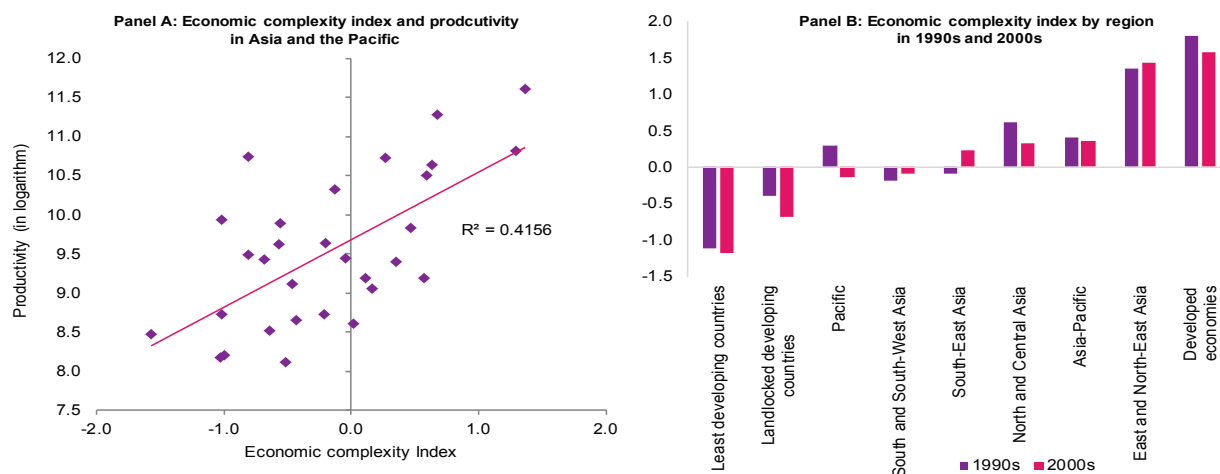 Panel A: Economic complexity index and prodcutivity
in Asia and the Pacific
12.0
11.5
11.0
10.5
10.0
9.5
9.0
8.5
8.0
7.5
Productivity (in logarithm)
R² = 0.4156
-2.0 -1.0 0.0 1.0 2.0
Economic complexity Index
Panel B: Economic complexity index by region
in 1990s and 2000s
2.0
1.5
1.0
0.5
0.0
-0.5
-1.0
-1.5
Least developing countries
Landlocked developing
countries
Pacific
South and South-West Asia
South-East Asia
North and Central Asia
Asia-Pacific
East and North-East Asia
Developed
economies
1990s 2000s